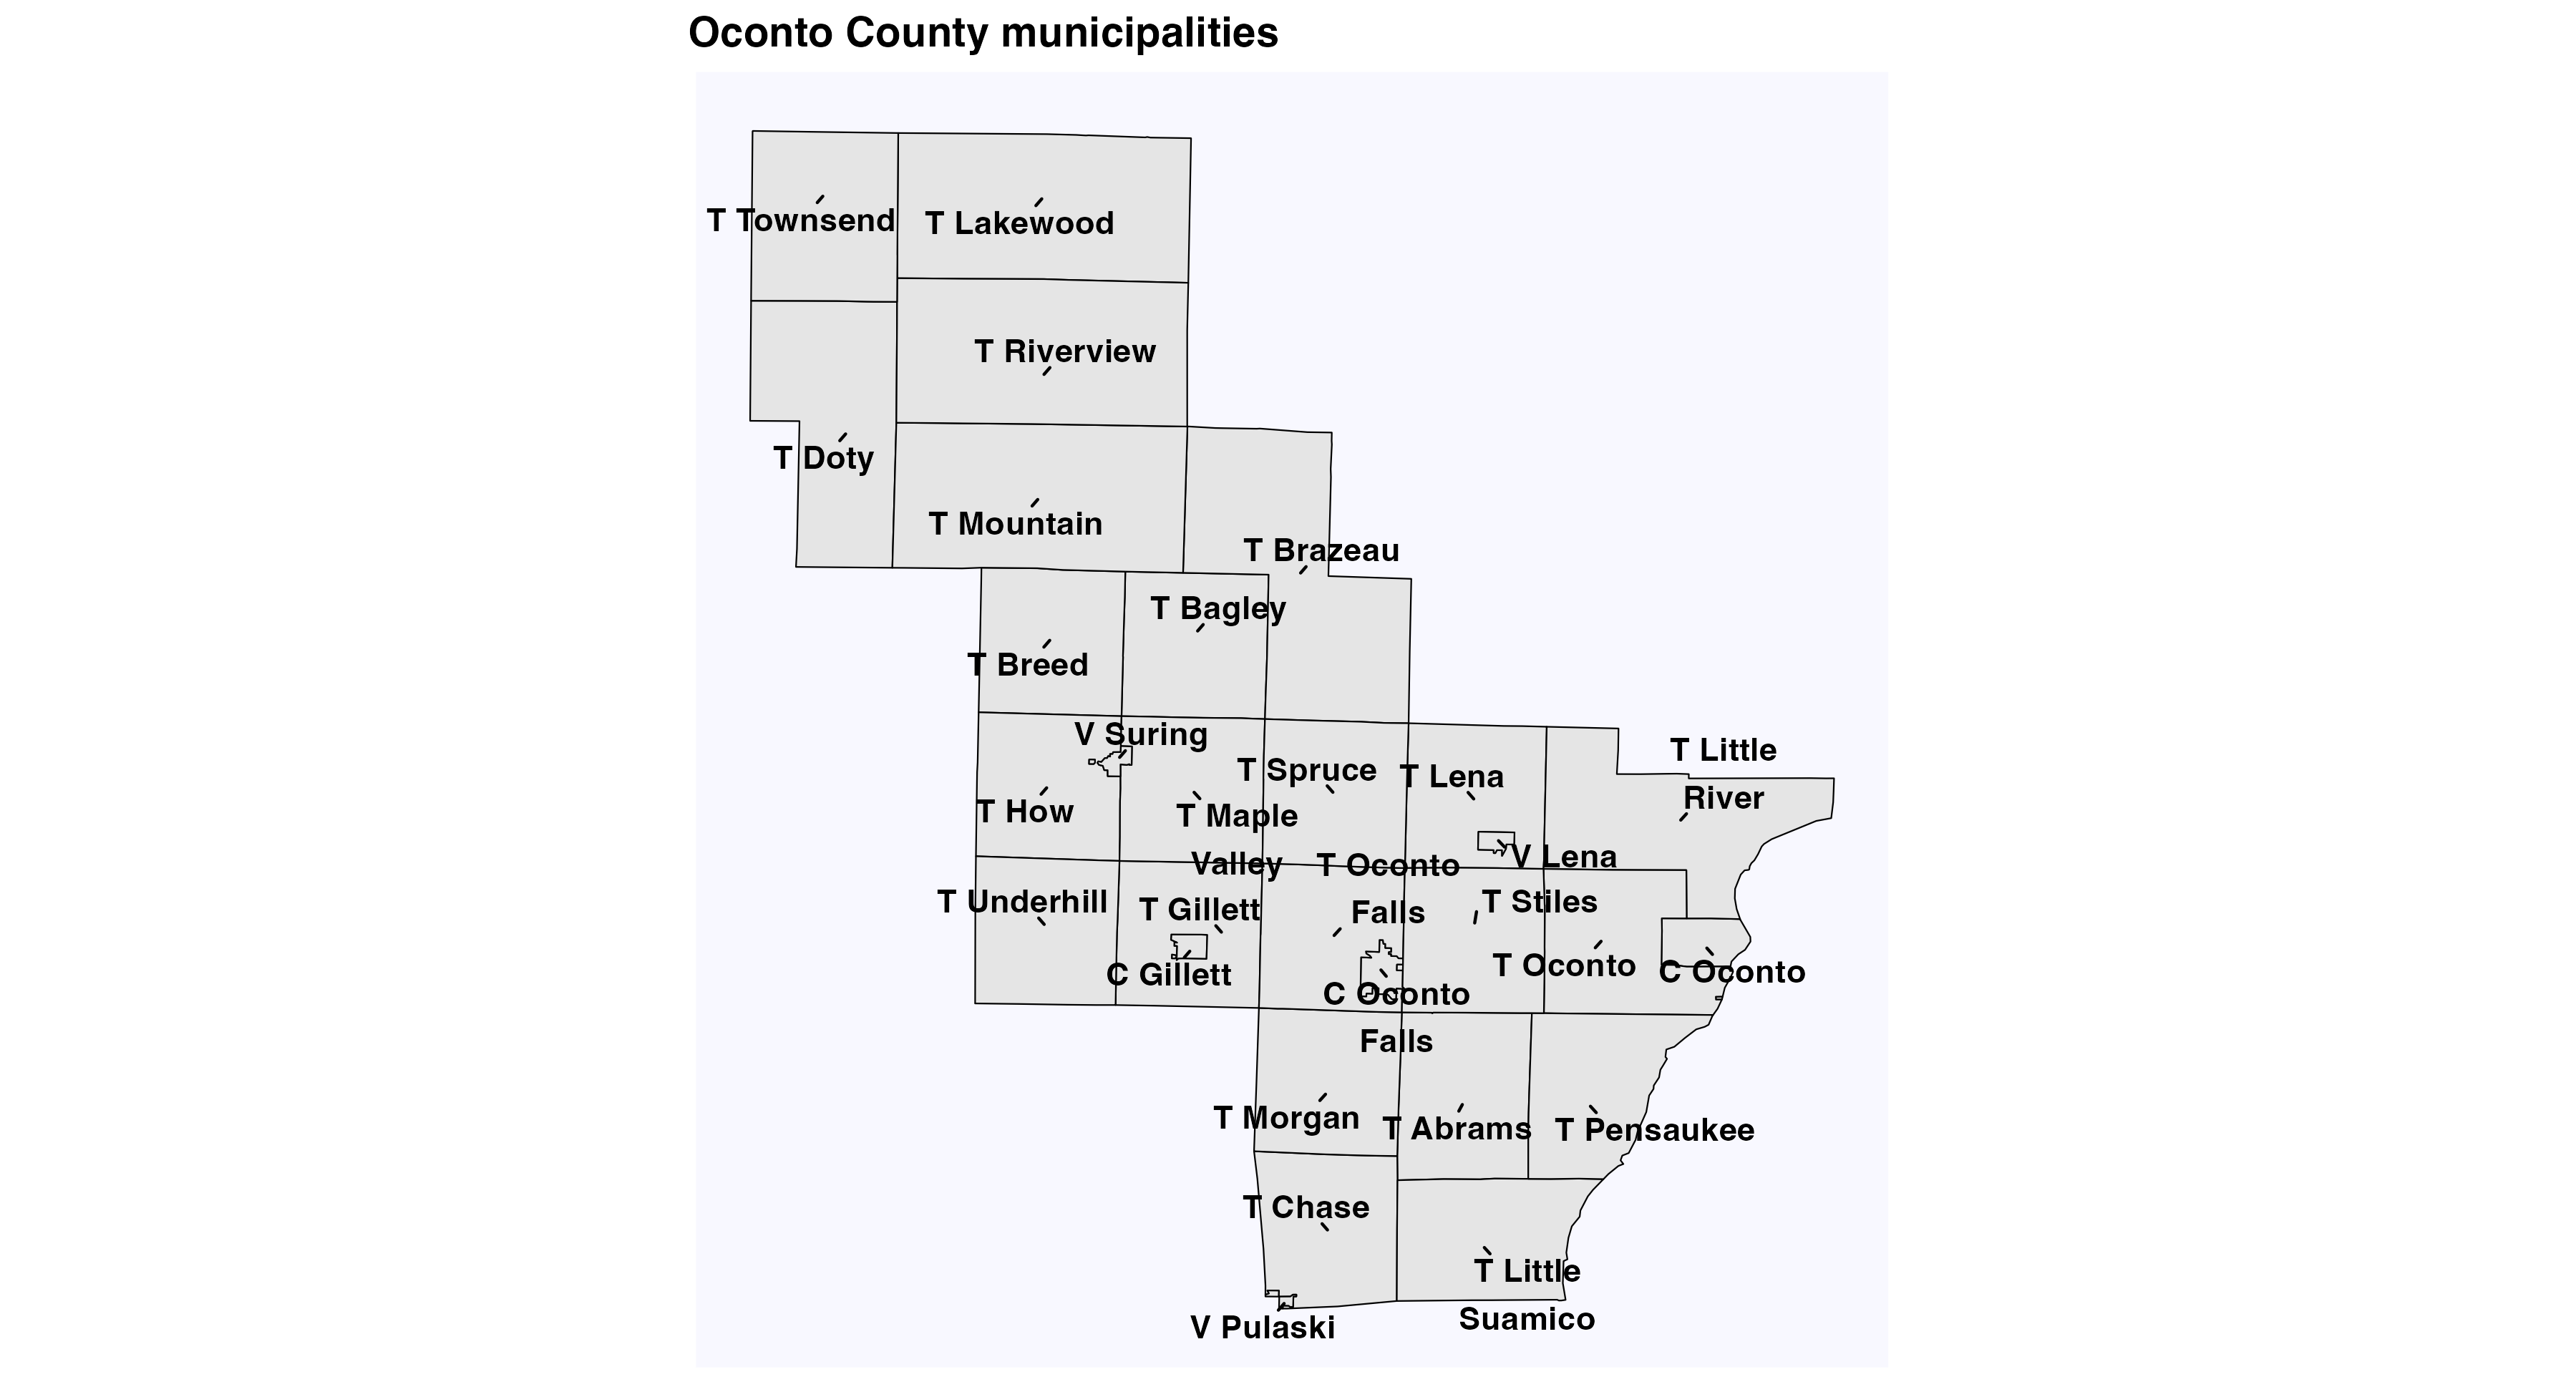 Oconto County municipalities
T Townsend
T Lakewood
T Riverview
T Doty
T Mountain
T Brazeau
T Bagley
T Breed
V Suring
T Little
River
T Spruce
T Lena
T How
T Maple
Valley
V Lena
T Oconto
Falls
T Underhill
T Gillett
T Stiles
C Gillett
T Oconto
C Oconto
C Oconto
Falls
T Morgan
T Abrams
T Pensaukee
T Chase
T Little
Suamico
V Pulaski